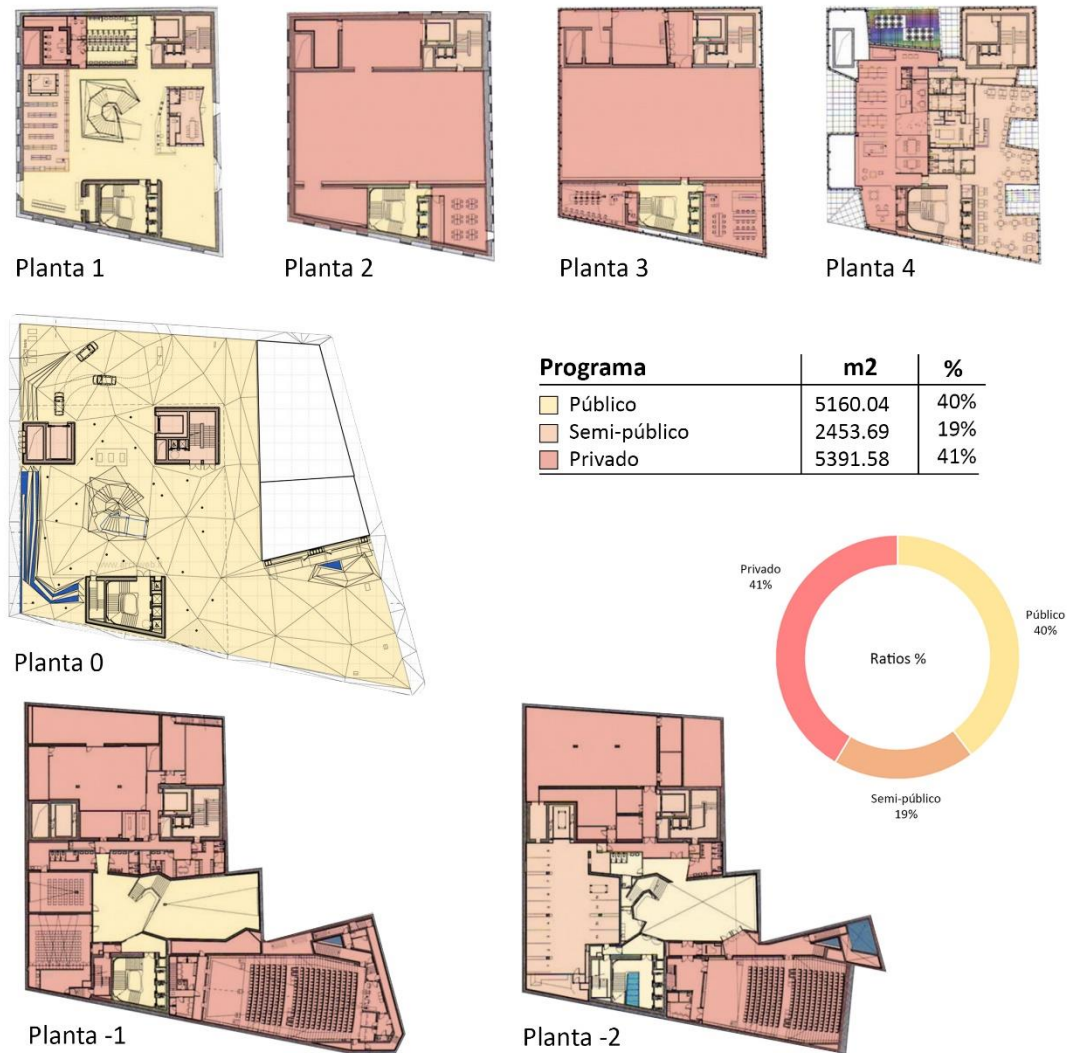 Planta 1
Planta 2
Planta 3
Planta 4
Planta 0
Programa m2 %
Público 5160.04 40%
Semi-público 2453.69 19%
Privado 5391.58 41%
Privado
41%
Público
40%
Ratios %
Semi-público
19%
Planta -1
Planta -2